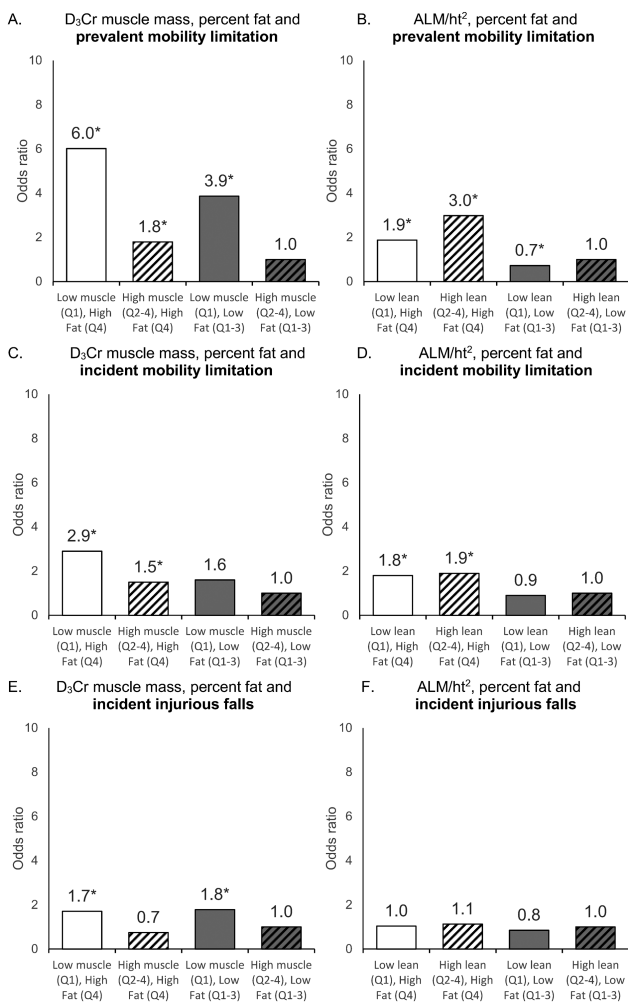 A. D₃Cr muscle mass, percent fat and
prevalent mobility limitation
10
8
6
4
2
0
Odds ratio
6.0*
1.8*
3.9*
1.0
Low muscle (Q1), High Fat (Q4)
High muscle (Q2-4), High Fat (Q4)
Low muscle (Q1), Low Fat (Q1-3)
High muscle (Q2-4), Low Fat (Q1-3)
B. ALM/ht², percent fat and
prevalent mobility limitation
10
8
6
4
2
0
Odds ratio
1.9*
3.0*
0.7*
1.0
Low lean (Q1), High Fat (Q4)
High lean (Q2-4), High Fat (Q4)
Low lean (Q1), Low Fat (Q1-3)
High lean (Q2-4), Low Fat (Q1-3)
C. D₃Cr muscle mass, percent fat and
incident mobility limitation
10
8
6
4
2
0
Odds ratio
2.9*
1.5*
1.6
1.0
Low muscle (Q1), High Fat (Q4)
High muscle (Q2-4), High Fat (Q4)
Low muscle (Q1), Low Fat (Q1-3)
High muscle (Q2-4), Low Fat (Q1-3)
D. ALM/ht², percent fat and
incident mobility limitation
10
8
6
4
2
0
Odds ratio
1.8*
1.9*
0.9
1.0
Low lean (Q1), High Fat (Q4)
High lean (Q2-4), High Fat (Q4)
Low lean (Q1), Low Fat (Q1-3)
High lean (Q2-4), Low Fat (Q1-3)
E. D₃Cr muscle mass, percent fat and
incident injurious falls
10
8
6
4
2
0
Odds ratio
1.7*
0.7
1.8*
1.0
Low muscle (Q1), High Fat (Q4)
High muscle (Q2-4), High Fat (Q4)
Low muscle (Q1), Low Fat (Q1-3)
High muscle (Q2-4), Low Fat (Q1-3)
F. ALM/ht², percent fat and
incident injurious falls
10
8
6
4
2
0
Odds ratio
1.0
1.1
0.8
1.0
Low lean (Q1), High Fat (Q4)
High lean (Q2-4), High Fat (Q4)
Low lean (Q1), Low Fat (Q1-3)
High lean (Q2-4), Low Fat (Q1-3)